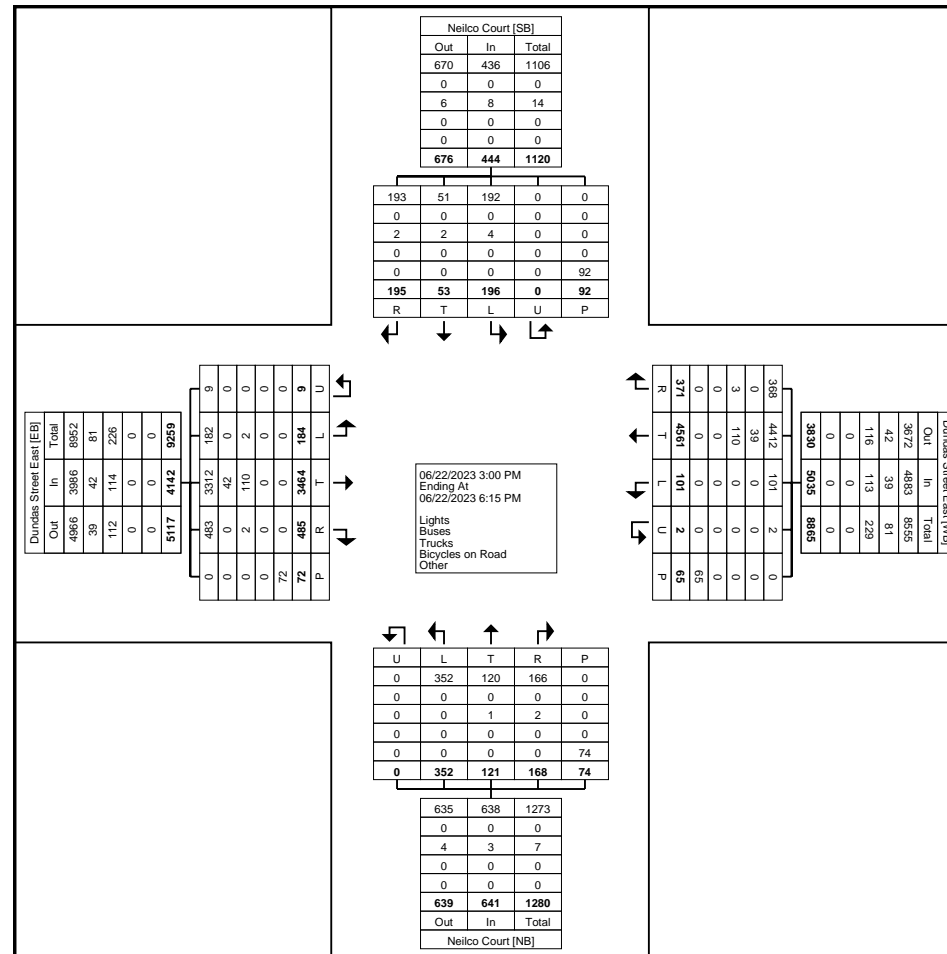 Neilco Court [SB]
Out In Total
670 436 1106
0 0 0
6 8 14
0 0 0
0 0 0
676 444 1120
193 51 192 0 0
0 0 0 0 0
2 2 4 0 0
0 0 0 0 0
0 0 0 0 92
195 53 196 0 92
R T L U P
Dundas Street East [EB]
Total In Out
8952 3986 4966
81 42 39
226 114 112
0 0 0
0 0 0
9259 4142 5117
9 182 3312 483 0
0 0 42 0 0
0 2 110 2 0
0 0 0 0 0
0 0 0 0 72
9 184 3464 485 72
U L T R P
06/22/2023 3:00 PM
Ending At
06/22/2023 6:15 PM
Lights
Buses
Trucks
Bicycles on Road
Other
R T L U P
371 4561 101 2 65
0 0 0 0 65
0 0 0 0 0
3 110 0 0 0
0 39 0 0 0
368 4412 101 2 0
Dundas Street East [WB]
Out In Total
3672 4883 8555
42 39 81
116 113 229
0 0 0
0 0 0
3830 5035 8865
U L T R P
0 352 120 166 0
0 0 0 0 0
0 0 1 2 0
0 0 0 0 0
0 0 0 0 74
0 352 121 168 74
635 638 1273
0 0 0
4 3 7
0 0 0
0 0 0
639 641 1280
Out In Total
Neilco Court [NB]